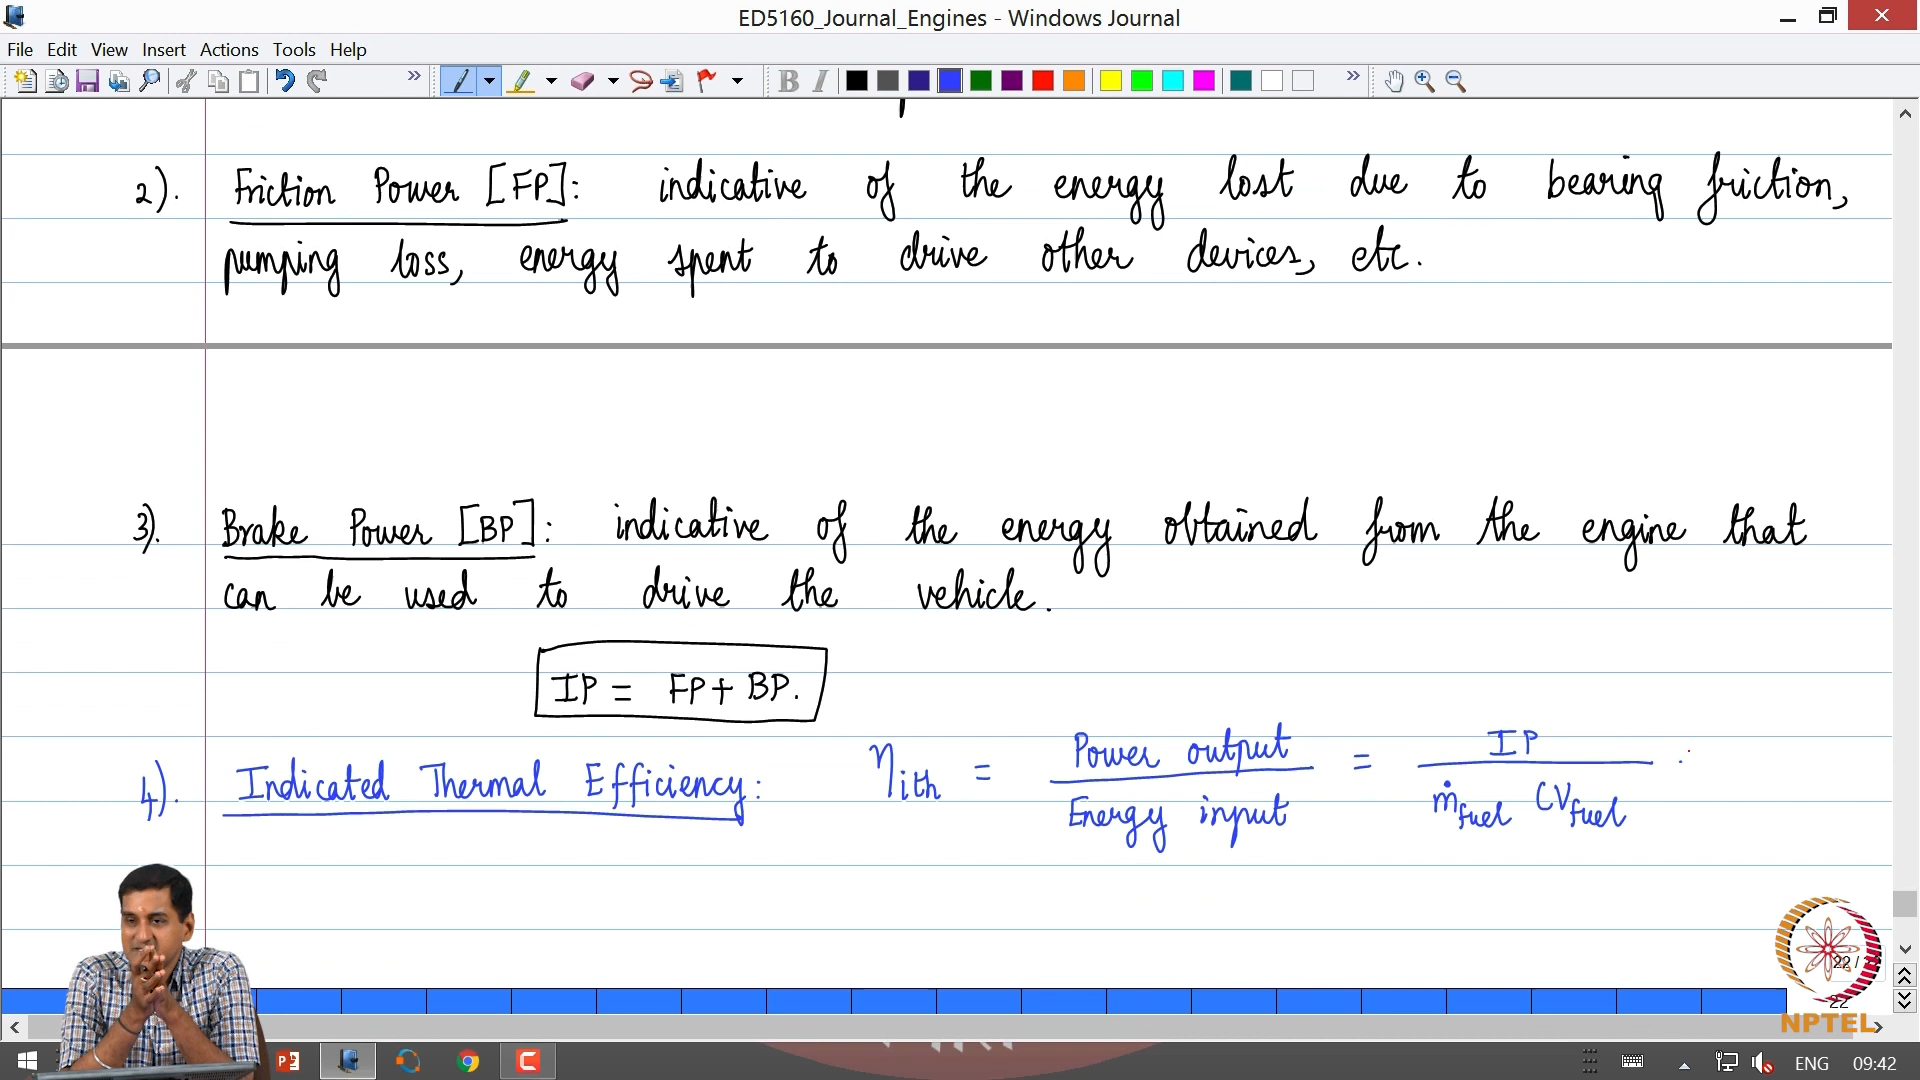 ED5160_Journal_Engines - Windows Journal
File Edit View Insert Actions Tools Help
2). Friction Power [FP]: indicative of the energy lost due to bearing friction,
pumping loss, energy spent to drive other devices, etc.
3). Brake Power [BP]: indicative of the energy obtained from the engine that
can be used to drive the vehicle.
IP = FP + BP.
4). Indicated Thermal Efficiency: ηith = Power output / Energy input = IP / ṁfuel CVfuel .
22
NPTEL
ENG 09:42